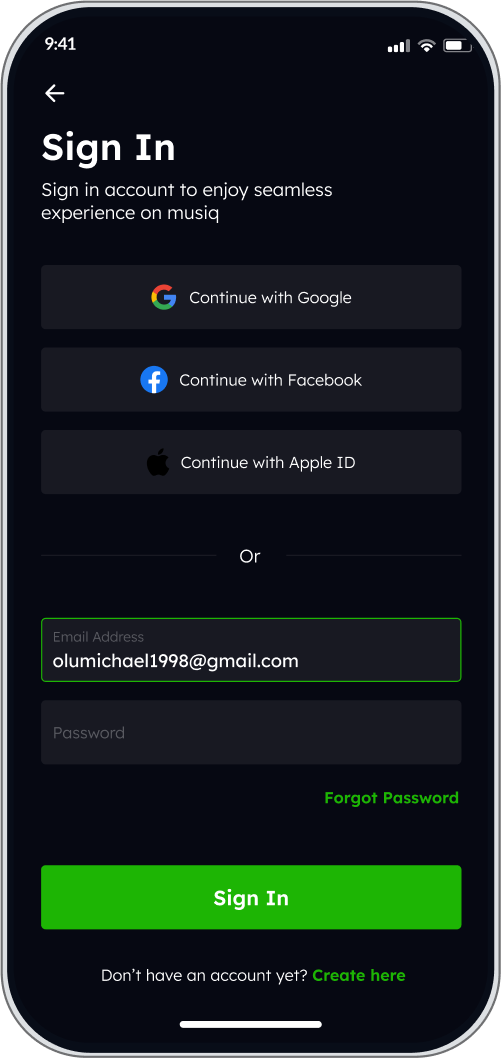 9:41
Sign In
Sign in account to enjoy seamless
experience on musiq
Continue with Google
Continue with Facebook
Continue with Apple ID
Or
Email Address
olumichael1998@gmail.com
Password
Forgot Password
Sign In
Don’t have an account yet? Create here